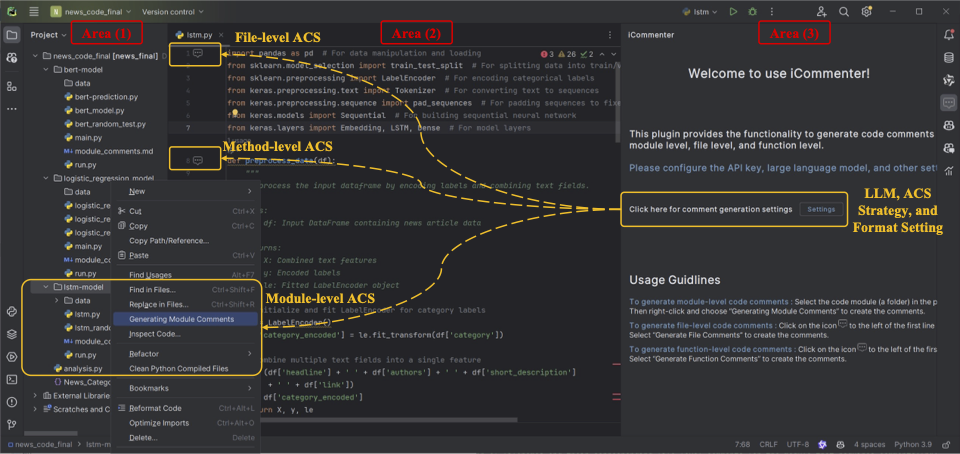 N news_code_final
Version control
lstm
Project
Area (1)
lstm.py
File-level ACS
Area (2)
iCommenter
Area (3)
news_code_final [news_final]
bert-model
data
bert-prediction.py
bert_model.py
bert_random_test.py
main.py
module_comments.md
run.py
logistic_regression_model
data
logistic_re
logistic_re
main.py
module_co
run.py
lstm-model
data
lstm.py
lstm_rando
module_co
run.py
analysis.py
News_Categ
External Librarie
Scratches and C
New
Cut Ctrl+X
Copy Ctrl+C
Copy Path/Reference...
Paste Ctrl+V
Find Usages Alt+F7
Find in Files... Ctrl+Shift+F
Replace in Files... Ctrl+Shift+R
Generating Module Comments
Inspect Code...
Refactor
Clean Python Compiled Files
Bookmarks
Reformat Code Ctrl+Alt+L
Optimize Imports Ctrl+Alt+O
Delete... Delete
1 import pandas as pd # For data manipulation and loading
3 26 2
from sklearn.model_selection import train_test_split # For splitting data into train/
from sklearn.preprocessing import LabelEncoder # For encoding categorical labels
4 from keras.preprocessing.text import Tokenizer # For converting text to sequences
5 from keras.preprocessing.sequence import pad_sequences # For padding sequences to fix
6 from keras.models import Sequential # For building sequential neural network
7 from keras.layers import Embedding, LSTM, Dense # For model layers
Method-level ACS
8 def preprocess_data(df):
"""
process the input dataframe by encoding labels and combining text fields.
s:
df: Input DataFrame containing news article data
urns:
X: Combined text features
y: Encoded labels
le: Fitted LabelEncoder object
Module-level ACS
itialize and fit LabelEncoder for category labels
LabelEncoder()
category_encoded'] = le.fit_transform(df['category'])
mbine multiple text fields into a single feature
(df['headline'] + ' ' + df['authors'] + ' ' + df['short_description']
+ ' ' + df['link'])
df['category_encoded']
rn X, y, le
Welcome to use iCommenter!
This plugin provides the functionality to generate code comments
module level, file level, and function level.
Please configure the API key, large language model, and other set
Click here for comment generation settings
Settings
LLM, ACS
Strategy, and
Format Setting
Usage Guidlines
To generate module-level code comments : Select the code module (a folder) in the p
Then right-click and choose "Generating Module Comments" to create the comments.
To generate file-level code comments : Click on the icon to the left of the first line
Select "Generate File Comments" to create the comments.
To generate function-level code comments : Click on the icon to the left of the first
Select "Generate Function Comments" to create the comments.
news_code_final
lstm-m
7:68 CRLF UTF-8 4 spaces Python 3.9